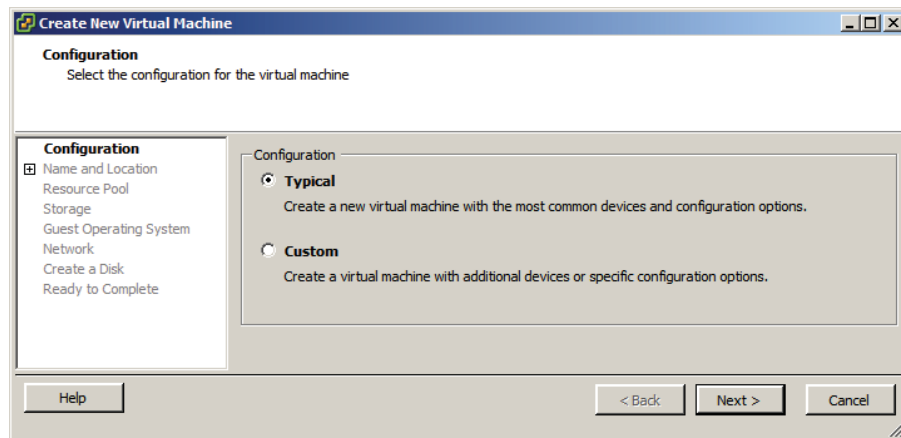 Create New Virtual Machine
Configuration
Select the configuration for the virtual machine
Configuration
Name and Location
Resource Pool
Storage
Guest Operating System
Network
Create a Disk
Ready to Complete
Configuration
Typical
Create a new virtual machine with the most common devices and configuration options.
Custom
Create a virtual machine with additional devices or specific configuration options.
Help
< Back
Next >
Cancel